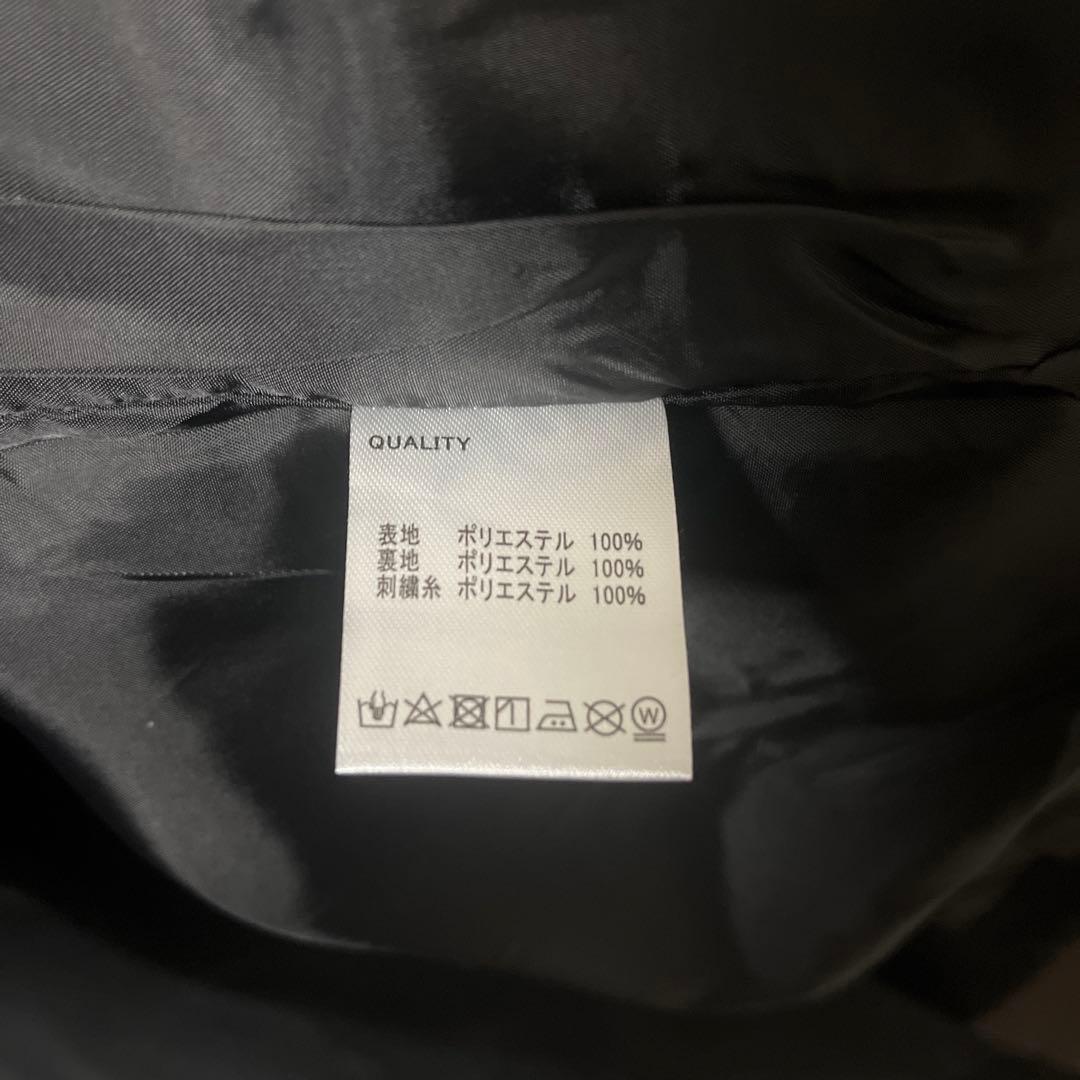 QUALITY
表地 ポリエステル 100%
裏地 ポリエステル 100%
刺繍糸 ポリエステル 100%
W